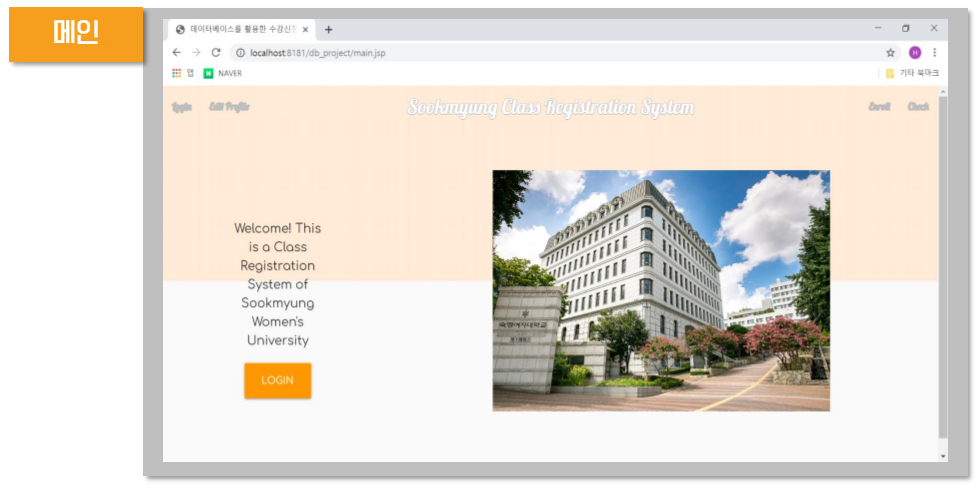 메인
데이터베이스를 활용한 수강신청
localhost:8181/db_project/main.jsp
H
앱 N NAVER 기타 북마크
Login Edit Profile Sookmyung Class Registration System Enroll Check
Welcome! This
is a Class
Registration
System of
Sookmyung
Women's
University
LOGIN
숙명여자대학교